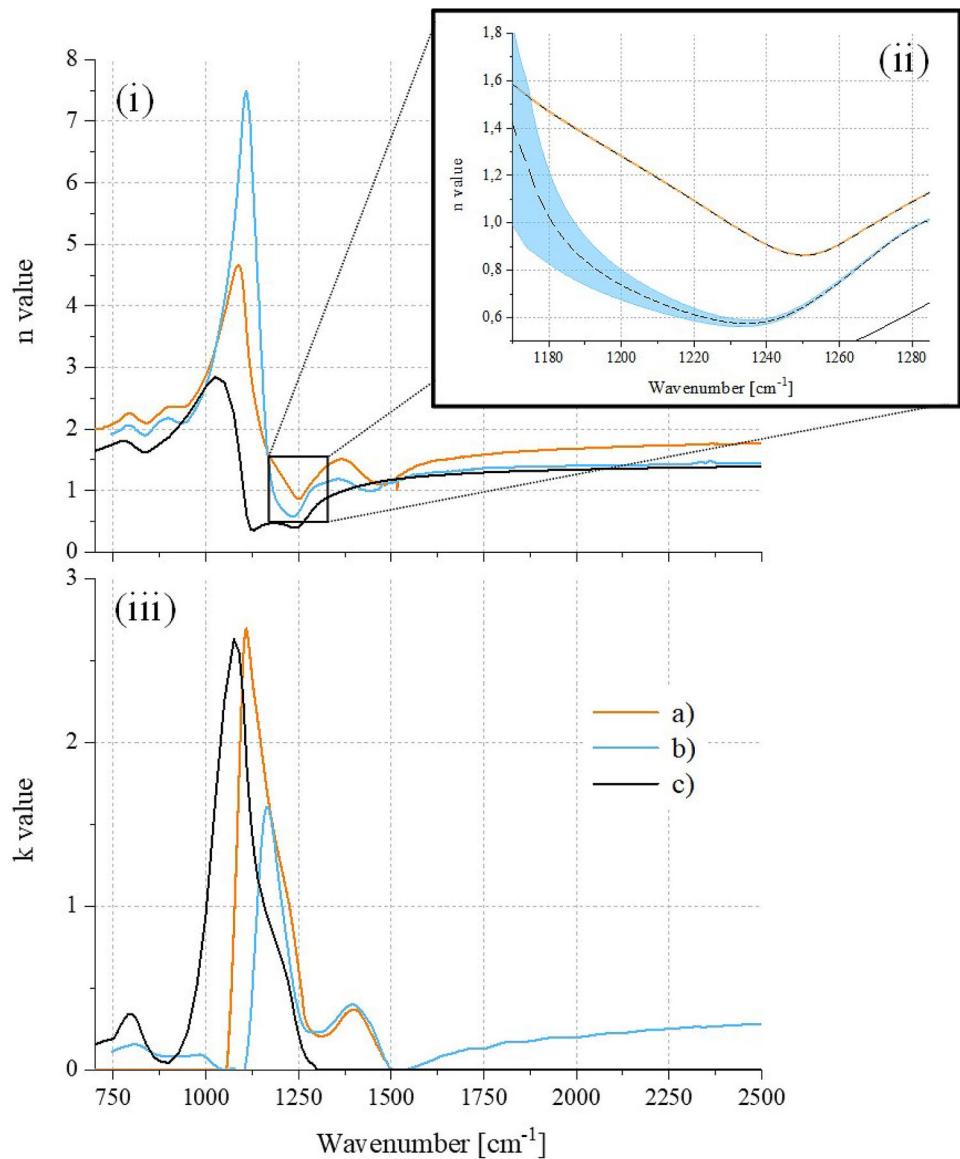 (i)
8
7
6
5
4
3
2
1
0
n value
(ii)
1,8
1,6
1,4
1,2
1,0
0,8
0,6
n value
1180 1200 1220 1240 1260 1280
Wavenumber [cm-1]
(iii)
3
2
1
0
k value
a)
b)
c)
750 1000 1250 1500 1750 2000 2250 2500
Wavenumber [cm-1]